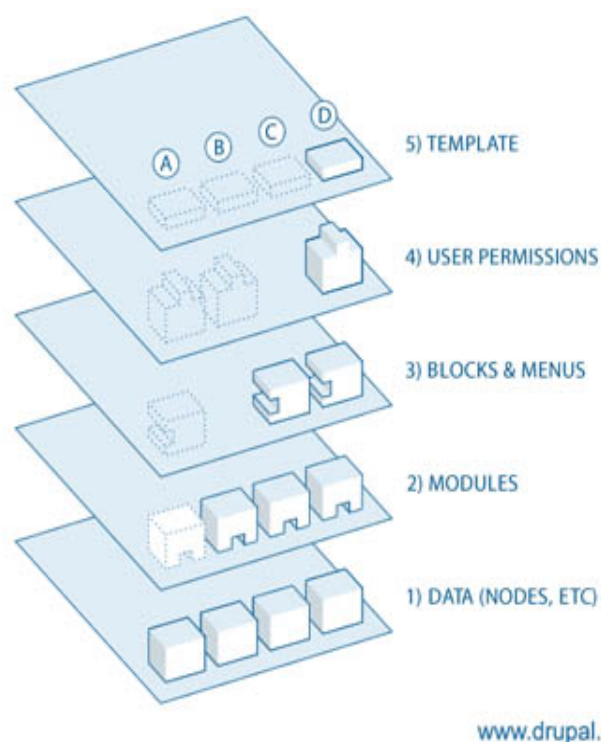 A
B
C
D
5) TEMPLATE
4) USER PERMISSIONS
3) BLOCKS & MENUS
2) MODULES
1) DATA (NODES, ETC)
www.drupal.